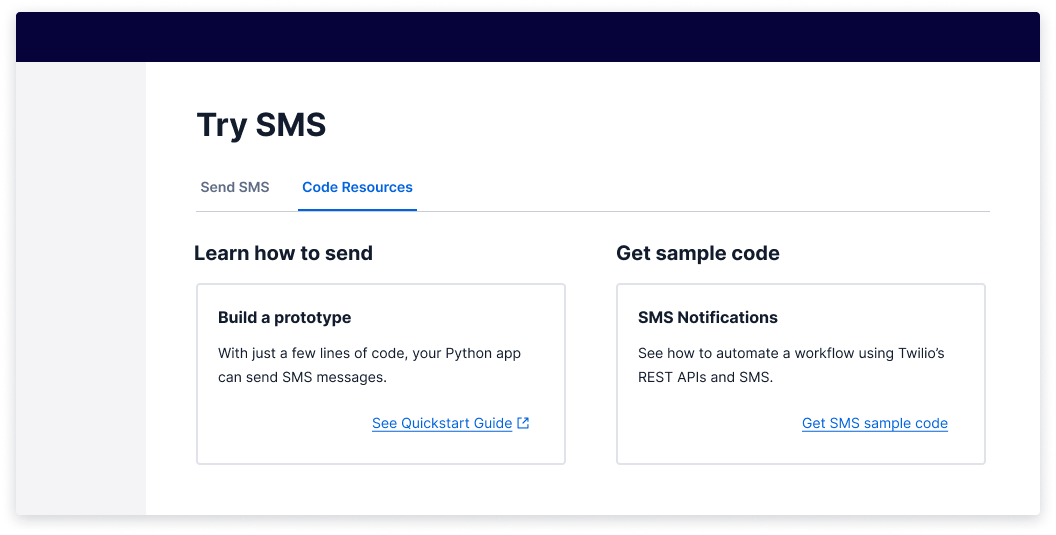 Try SMS
Send SMS
Code Resources
Learn how to send
Build a prototype
With just a few lines of code, your Python app
can send SMS messages.
See Quickstart Guide
Get sample code
SMS Notifications
See how to automate a workflow using Twilio’s
REST APIs and SMS.
Get SMS sample code